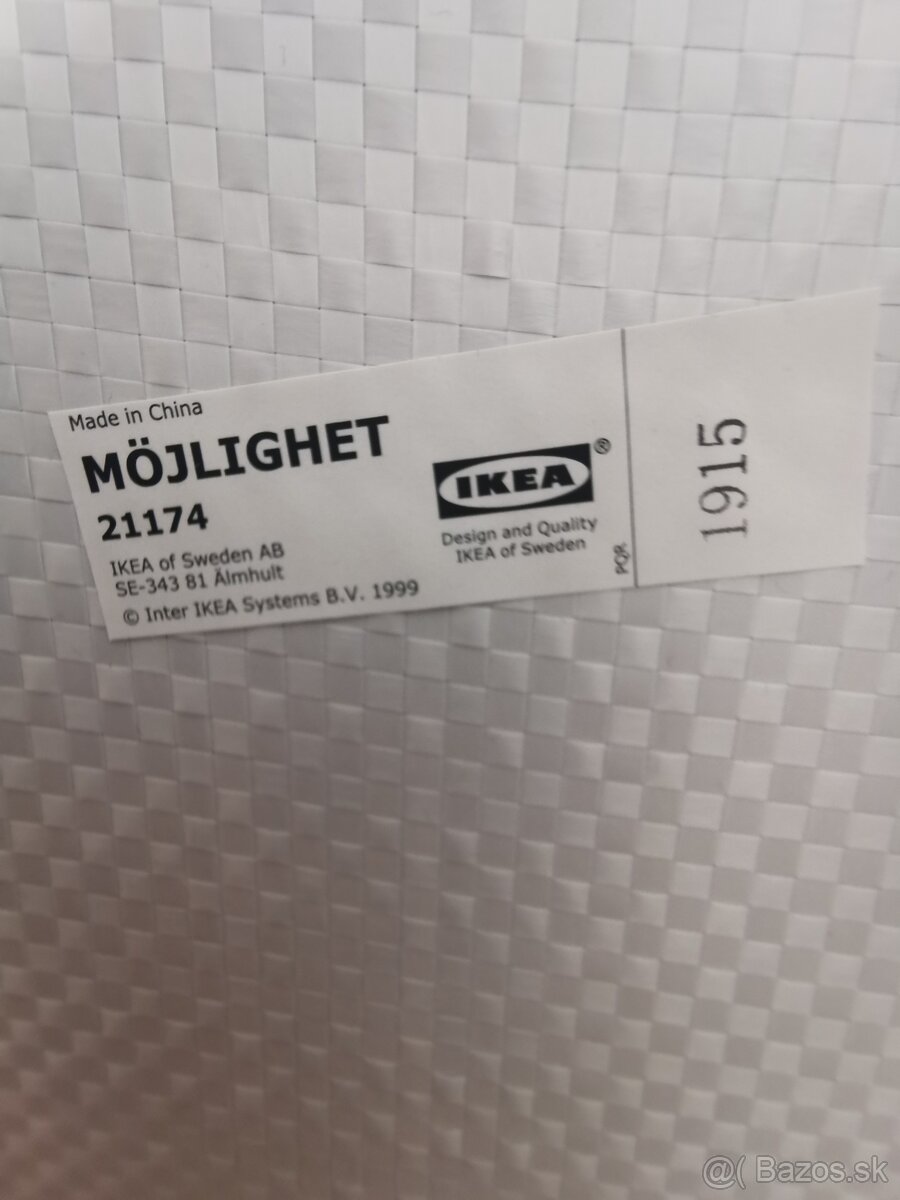 Made in China
MÖJLIGHET
21174
IKEA of Sweden AB
SE-343 81 Älmhult
© Inter IKEA Systems B.V. 1999
IKEA ®
Design and Quality
IKEA of Sweden
PQR
1915
@( Bazos.sk